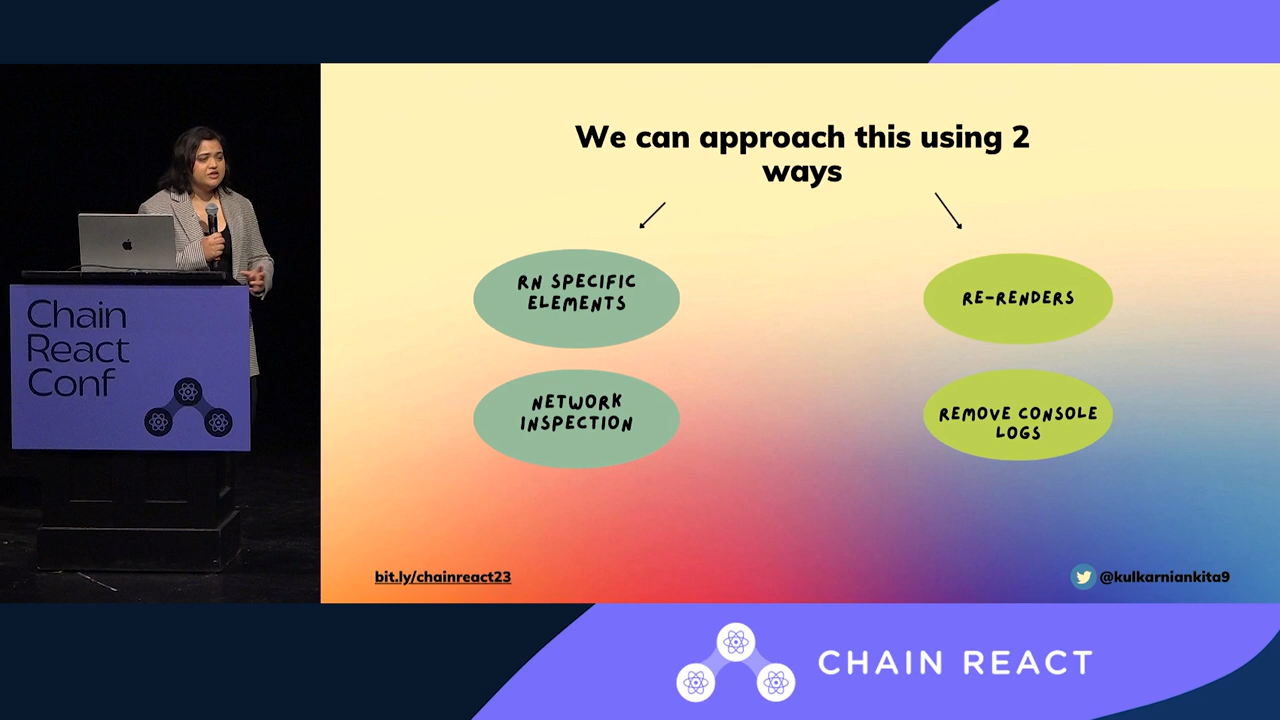 We can approach this using 2
ways
RN SPECIFIC
ELEMENTS
RE-RENDERS
NETWORK
INSPECTION
REMOVE CONSOLE
LOGS
bit.ly/chainreact23
@kulkarniankita9
Chain
React
Conf
CHAIN REACT